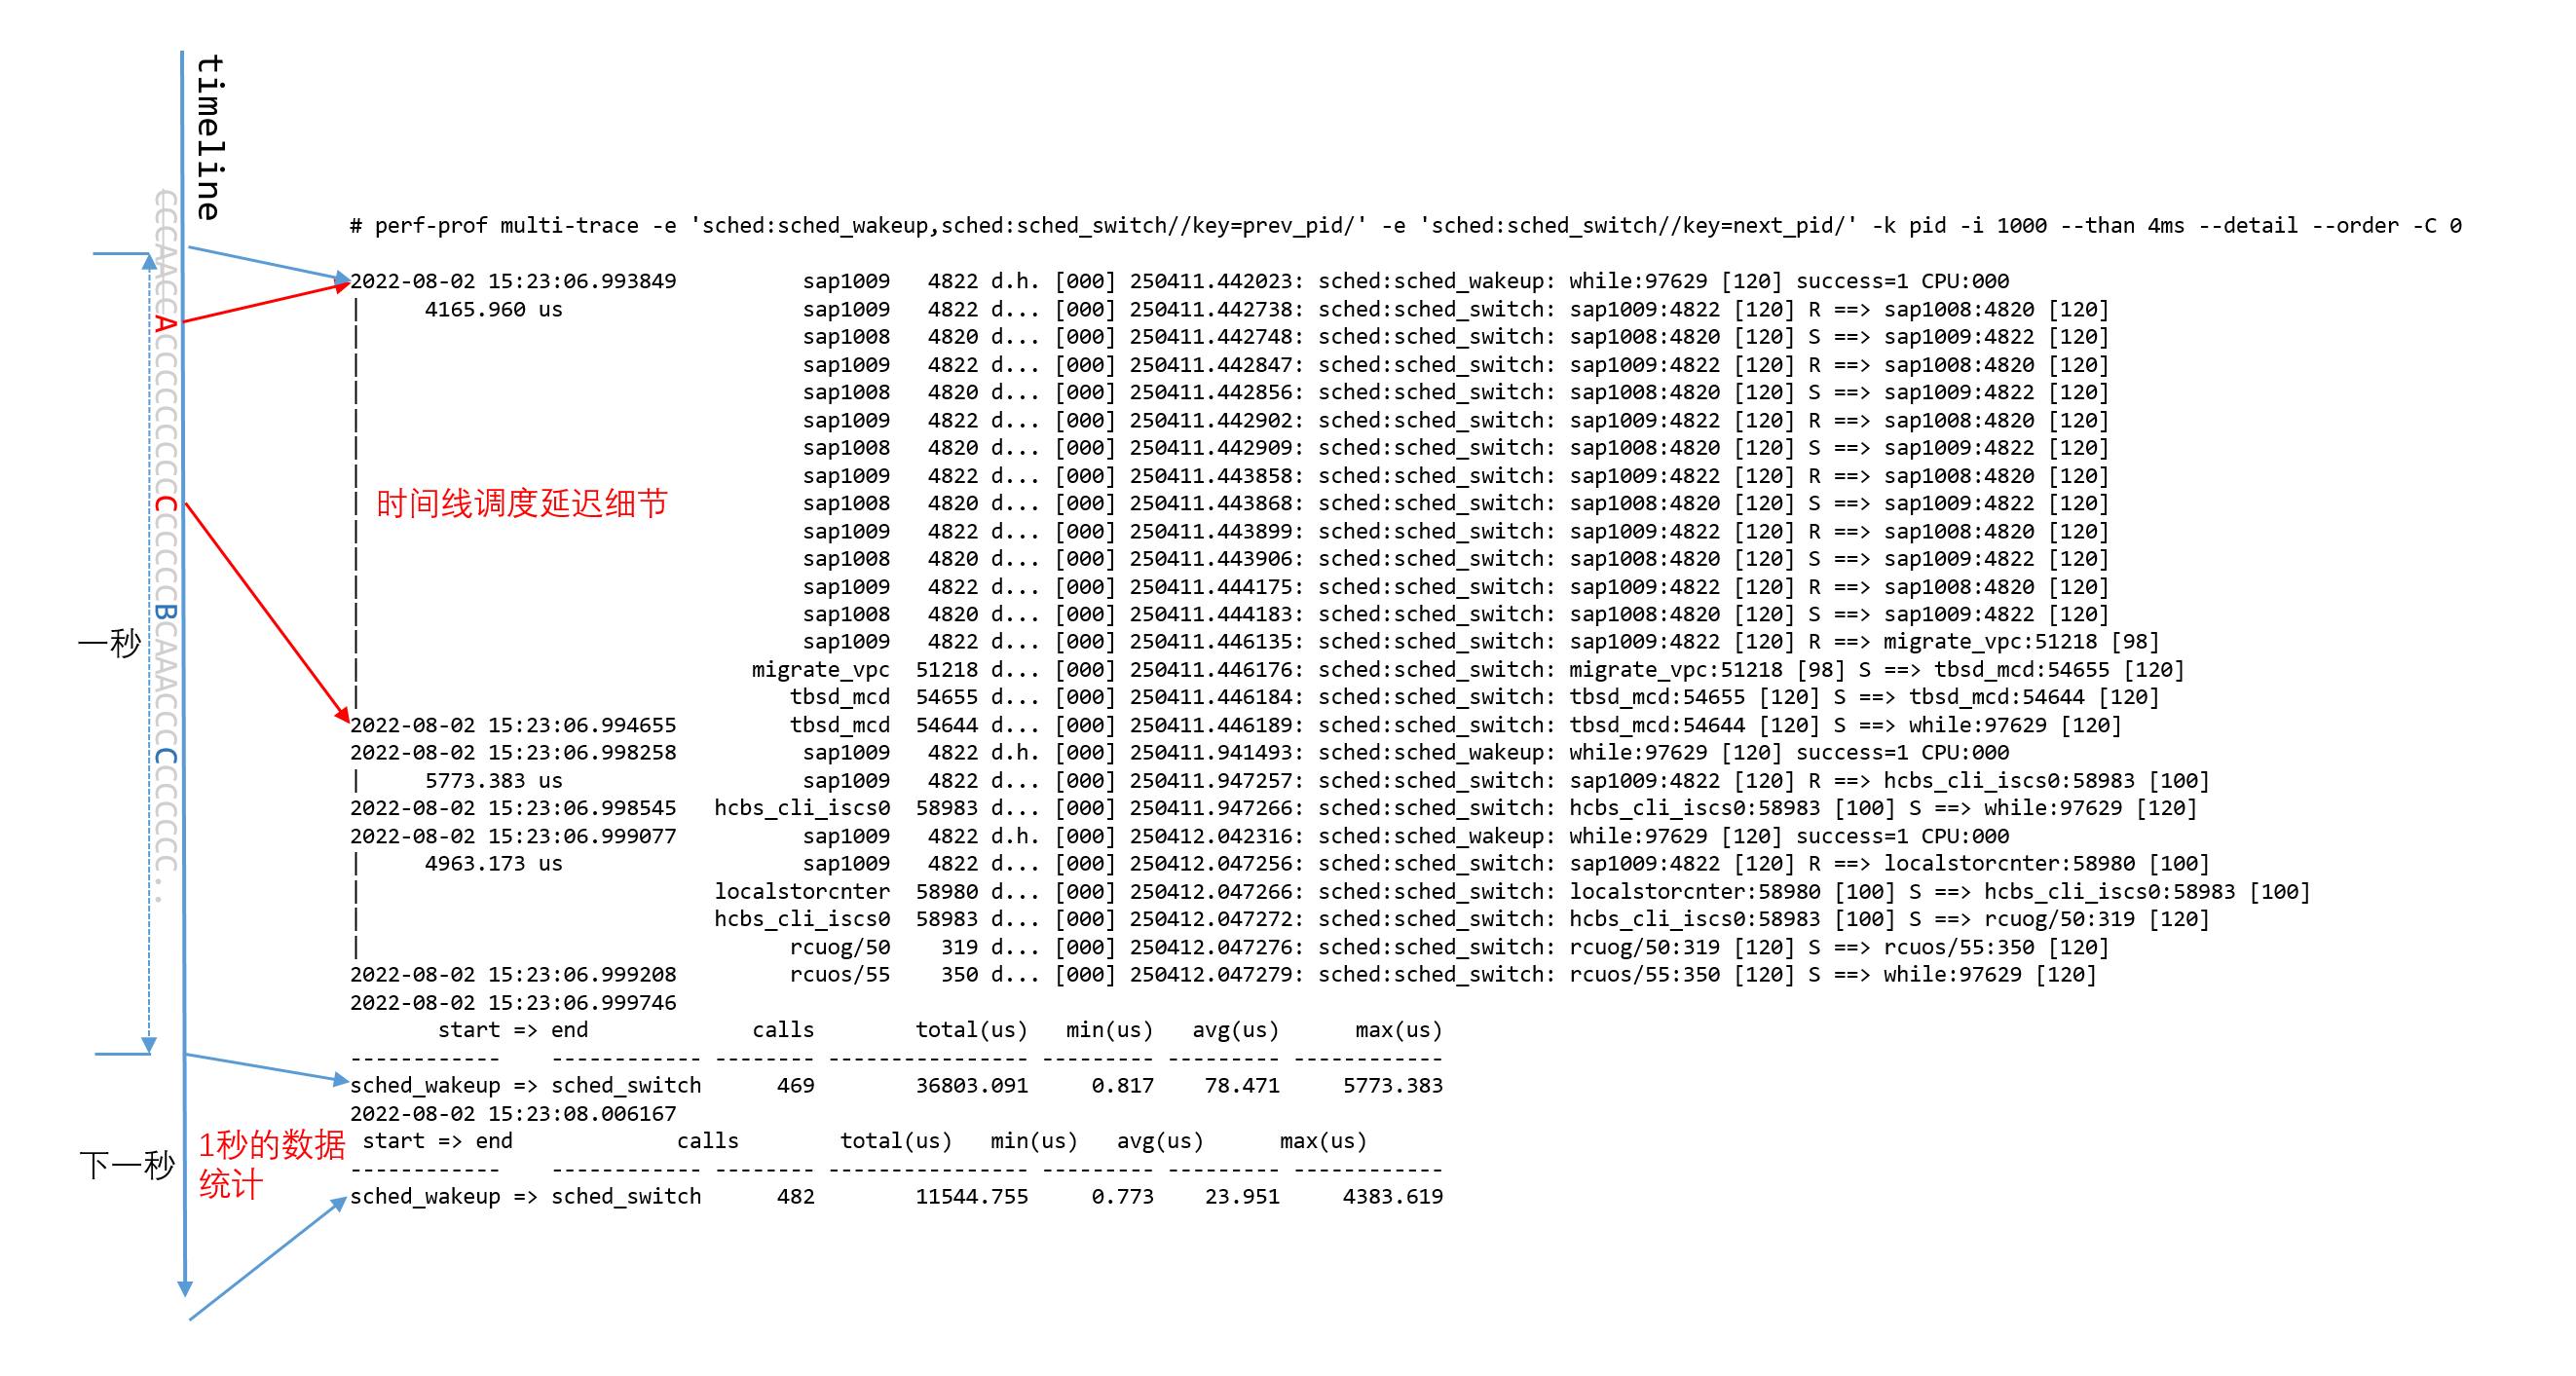 timeline
CCCAACCACCCCCCCCCCCCCCCBCAAACCCCCCCCCC..
# perf-prof multi-trace -e 'sched:sched_wakeup,sched:sched_switch//key=prev_pid/' -e 'sched:sched_switch//key=next_pid/' -k pid -i 1000 --than 4ms --detail --order -C 0
2022-08-02 15:23:06.993849 sap1009 4822 d.h. [000] 250411.442023: sched:sched_wakeup: while:97629 [120] success=1 CPU:000
| 4165.960 us sap1009 4822 d... [000] 250411.442738: sched:sched_switch: sap1009:4822 [120] R ==> sap1008:4820 [120]
| sap1008 4820 d... [000] 250411.442748: sched:sched_switch: sap1008:4820 [120] S ==> sap1009:4822 [120]
| sap1009 4822 d... [000] 250411.442847: sched:sched_switch: sap1009:4822 [120] R ==> sap1008:4820 [120]
| sap1008 4820 d... [000] 250411.442856: sched:sched_switch: sap1008:4820 [120] S ==> sap1009:4822 [120]
| sap1009 4822 d... [000] 250411.442902: sched:sched_switch: sap1009:4822 [120] R ==> sap1008:4820 [120]
| sap1008 4820 d... [000] 250411.442909: sched:sched_switch: sap1008:4820 [120] S ==> sap1009:4822 [120]
| sap1009 4822 d... [000] 250411.443858: sched:sched_switch: sap1009:4822 [120] R ==> sap1008:4820 [120]
| sap1008 4820 d... [000] 250411.443868: sched:sched_switch: sap1008:4820 [120] S ==> sap1009:4822 [120]
时间线调度延迟细节
| sap1009 4822 d... [000] 250411.443899: sched:sched_switch: sap1009:4822 [120] R ==> sap1008:4820 [120]
| sap1008 4820 d... [000] 250411.443906: sched:sched_switch: sap1008:4820 [120] S ==> sap1009:4822 [120]
| sap1009 4822 d... [000] 250411.444175: sched:sched_switch: sap1009:4822 [120] R ==> sap1008:4820 [120]
| sap1008 4820 d... [000] 250411.444183: sched:sched_switch: sap1008:4820 [120] S ==> sap1009:4822 [120]
| sap1009 4822 d... [000] 250411.446135: sched:sched_switch: sap1009:4822 [120] R ==> migrate_vpc:51218 [98]
一秒
| migrate_vpc 51218 d... [000] 250411.446176: sched:sched_switch: migrate_vpc:51218 [98] S ==> tbsd_mcd:54655 [120]
| tbsd_mcd 54655 d... [000] 250411.446184: sched:sched_switch: tbsd_mcd:54655 [120] S ==> tbsd_mcd:54644 [120]
2022-08-02 15:23:06.994655 tbsd_mcd 54644 d... [000] 250411.446189: sched:sched_switch: tbsd_mcd:54644 [120] S ==> while:97629 [120]
2022-08-02 15:23:06.998258 sap1009 4822 d.h. [000] 250411.941493: sched:sched_wakeup: while:97629 [120] success=1 CPU:000
| 5773.383 us sap1009 4822 d... [000] 250411.947257: sched:sched_switch: sap1009:4822 [120] R ==> hcbs_cli_iscs0:58983 [100]
2022-08-02 15:23:06.998545 hcbs_cli_iscs0 58983 d... [000] 250411.947266: sched:sched_switch: hcbs_cli_iscs0:58983 [100] S ==> while:97629 [120]
2022-08-02 15:23:06.999077 sap1009 4822 d.h. [000] 250412.042316: sched:sched_wakeup: while:97629 [120] success=1 CPU:000
| 4963.173 us sap1009 4822 d... [000] 250412.047256: sched:sched_switch: sap1009:4822 [120] R ==> localstorcnter:58980 [100]
| localstorcnter 58980 d... [000] 250412.047266: sched:sched_switch: localstorcnter:58980 [100] S ==> hcbs_cli_iscs0:58983 [100]
| hcbs_cli_iscs0 58983 d... [000] 250412.047272: sched:sched_switch: hcbs_cli_iscs0:58983 [100] S ==> rcuog/50:319 [120]
| rcuog/50 319 d... [000] 250412.047276: sched:sched_switch: rcuog/50:319 [120] S ==> rcuos/55:350 [120]
2022-08-02 15:23:06.999208 rcuos/55 350 d... [000] 250412.047279: sched:sched_switch: rcuos/55:350 [120] S ==> while:97629 [120]
2022-08-02 15:23:06.999746
start => end calls total(us) min(us) avg(us) max(us)
------------ ------------ -------- ---------------- --------- --------- ------------
sched_wakeup => sched_switch 469 36803.091 0.817 78.471 5773.383
2022-08-02 15:23:08.006167
start => end calls total(us) min(us) avg(us) max(us)
------------ ------------ -------- ---------------- --------- --------- ------------
sched_wakeup => sched_switch 482 11544.755 0.773 23.951 4383.619
下一秒
1秒的数据
统计